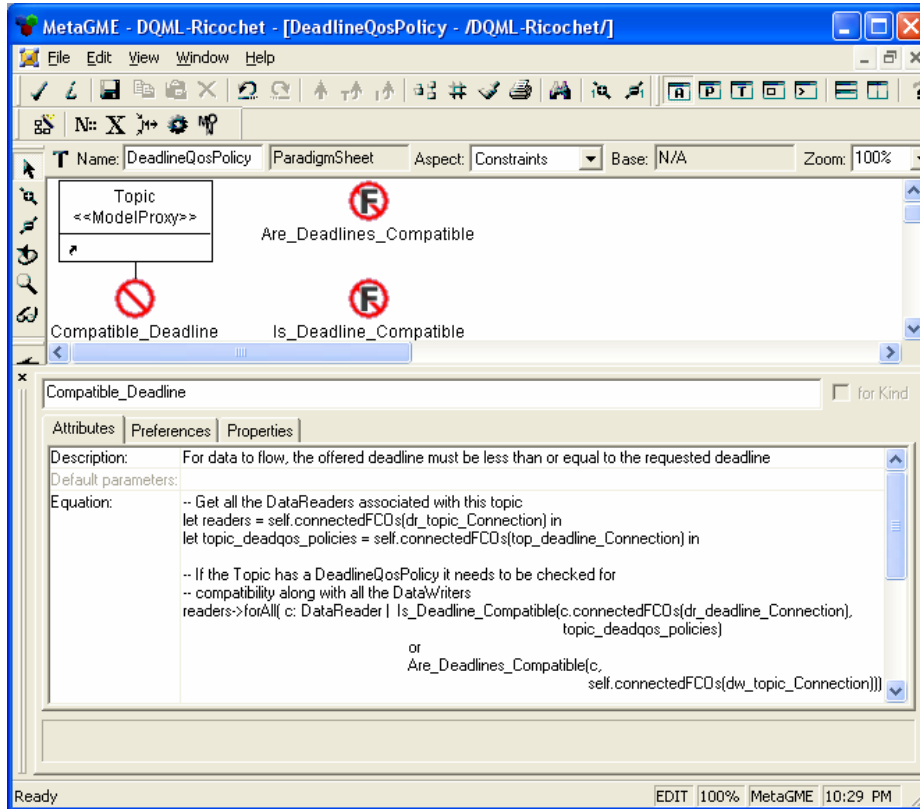 MetaGME - DQML-Ricochet - [DeadlineQosPolicy - /DQML-Ricochet/]
File Edit View Window Help
A P T
N:: X
T Name: DeadlineQosPolicy ParadigmSheet Aspect: Constraints Base: N/A Zoom: 100%
Topic
<<ModelProxy>>
F
Are_Deadlines_Compatible
F
Compatible_Deadline Is_Deadline_Compatible
Compatible_Deadline for Kind
Attributes Preferences Properties
Description: For data to flow, the offered deadline must be less than or equal to the requested deadline
Default parameters:
Equation: -- Get all the DataReaders associated with this topic
let readers = self.connectedFCOs(dr_topic_Connection) in
let topic_deadqos_policies = self.connectedFCOs(top_deadline_Connection) in
-- If the Topic has a DeadlineQosPolicy it needs to be checked for
-- compatibility along with all the DataWriters
readers->forAll( c: DataReader | Is_Deadline_Compatible(c.connectedFCOs(dr_deadline_Connection),
topic_deadqos_policies)
or
Are_Deadlines_Compatible(c,
self.connectedFCOs(dw_topic_Connection)))
Ready EDIT 100% MetaGME 10:29 PM